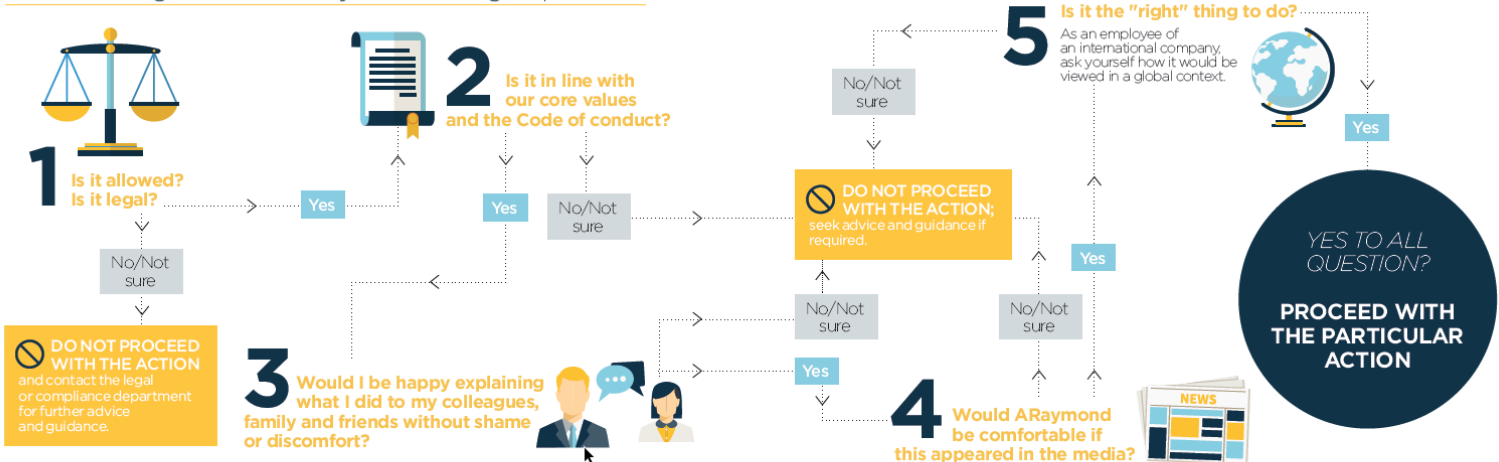 1
Is it allowed?
Is it legal?
Yes
No/Not
sure
DO NOT PROCEED
WITH THE ACTION
and contact the legal
or compliance department
for further advice
and guidance.
2
Is it in line with
our core values
and the Code of conduct?
Yes
No/Not
sure
3
Would I be happy explaining
what I did to my colleagues,
family and friends without shame
or discomfort?
No/Not
sure
Yes
DO NOT PROCEED
WITH THE ACTION;
seek advice and guidance if
required.
4
Would ARaymond
be comfortable if
this appeared in the media?
NEWS
No/Not
sure
Yes
5
Is it the "right" thing to do?
As an employee of
an international company,
ask yourself how it would be
viewed in a global context.
No/Not
sure
Yes
YES TO ALL
QUESTION?
PROCEED WITH
THE PARTICULAR
ACTION